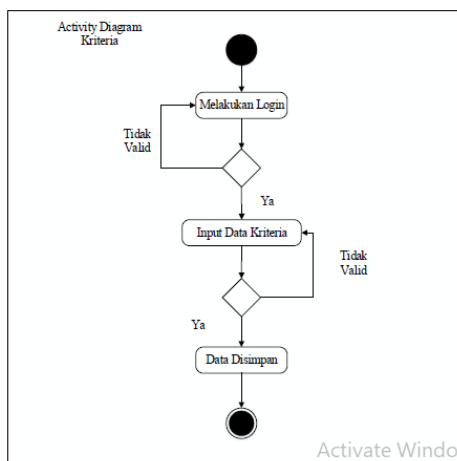 Activity Diagram
Kriteria
Melakukan Login
Tidak
Valid
Ya
Input Data Kriteria
Tidak
Valid
Ya
Data Disimpan
Activate Windo